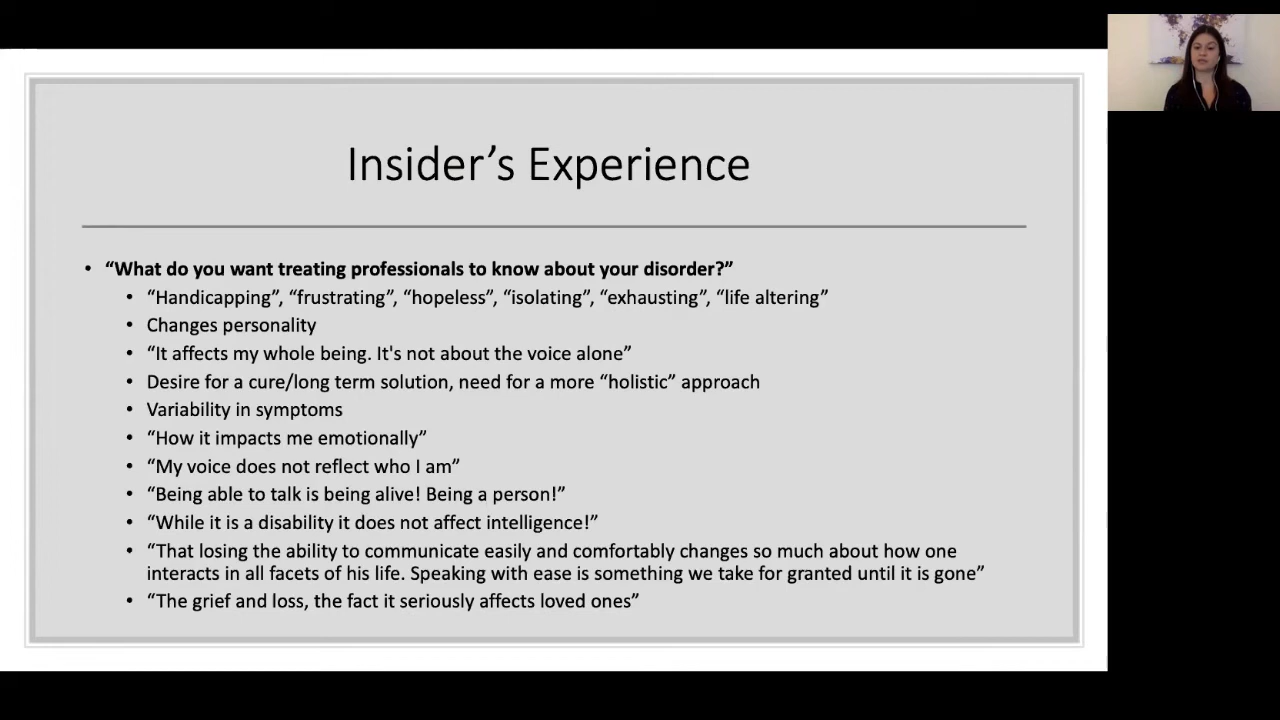 Insider’s Experience
• “What do you want treating professionals to know about your disorder?”
• “Handicapping”, “frustrating”, “hopeless”, “isolating”, “exhausting”, “life altering”
• Changes personality
• “It affects my whole being. It's not about the voice alone”
• Desire for a cure/long term solution, need for a more “holistic” approach
• Variability in symptoms
• “How it impacts me emotionally”
• “My voice does not reflect who I am”
• “Being able to talk is being alive! Being a person!”
• “While it is a disability it does not affect intelligence!”
• “That losing the ability to communicate easily and comfortably changes so much about how one
interacts in all facets of his life. Speaking with ease is something we take for granted until it is gone”
• “The grief and loss, the fact it seriously affects loved ones”